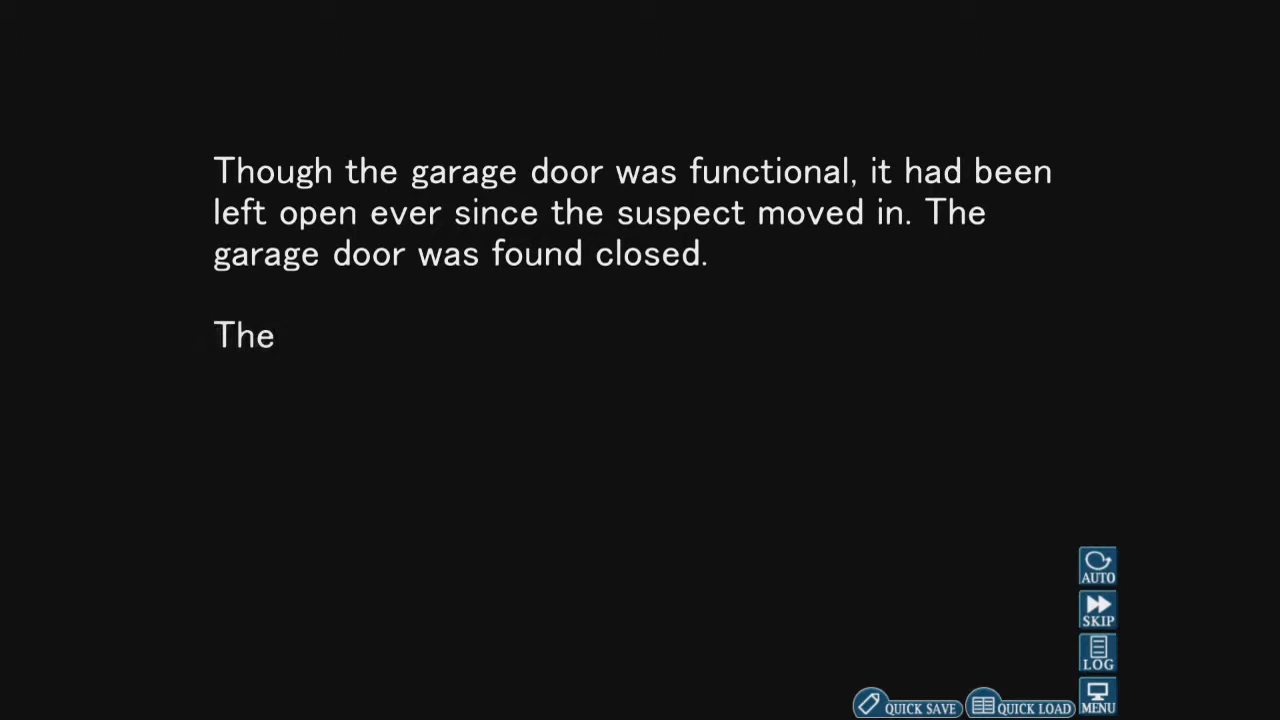 Though the garage door was functional, it had been
left open ever since the suspect moved in. The
garage door was found closed.
The
AUTO
SKIP
LOG
MENU
QUICK SAVE
QUICK LOAD